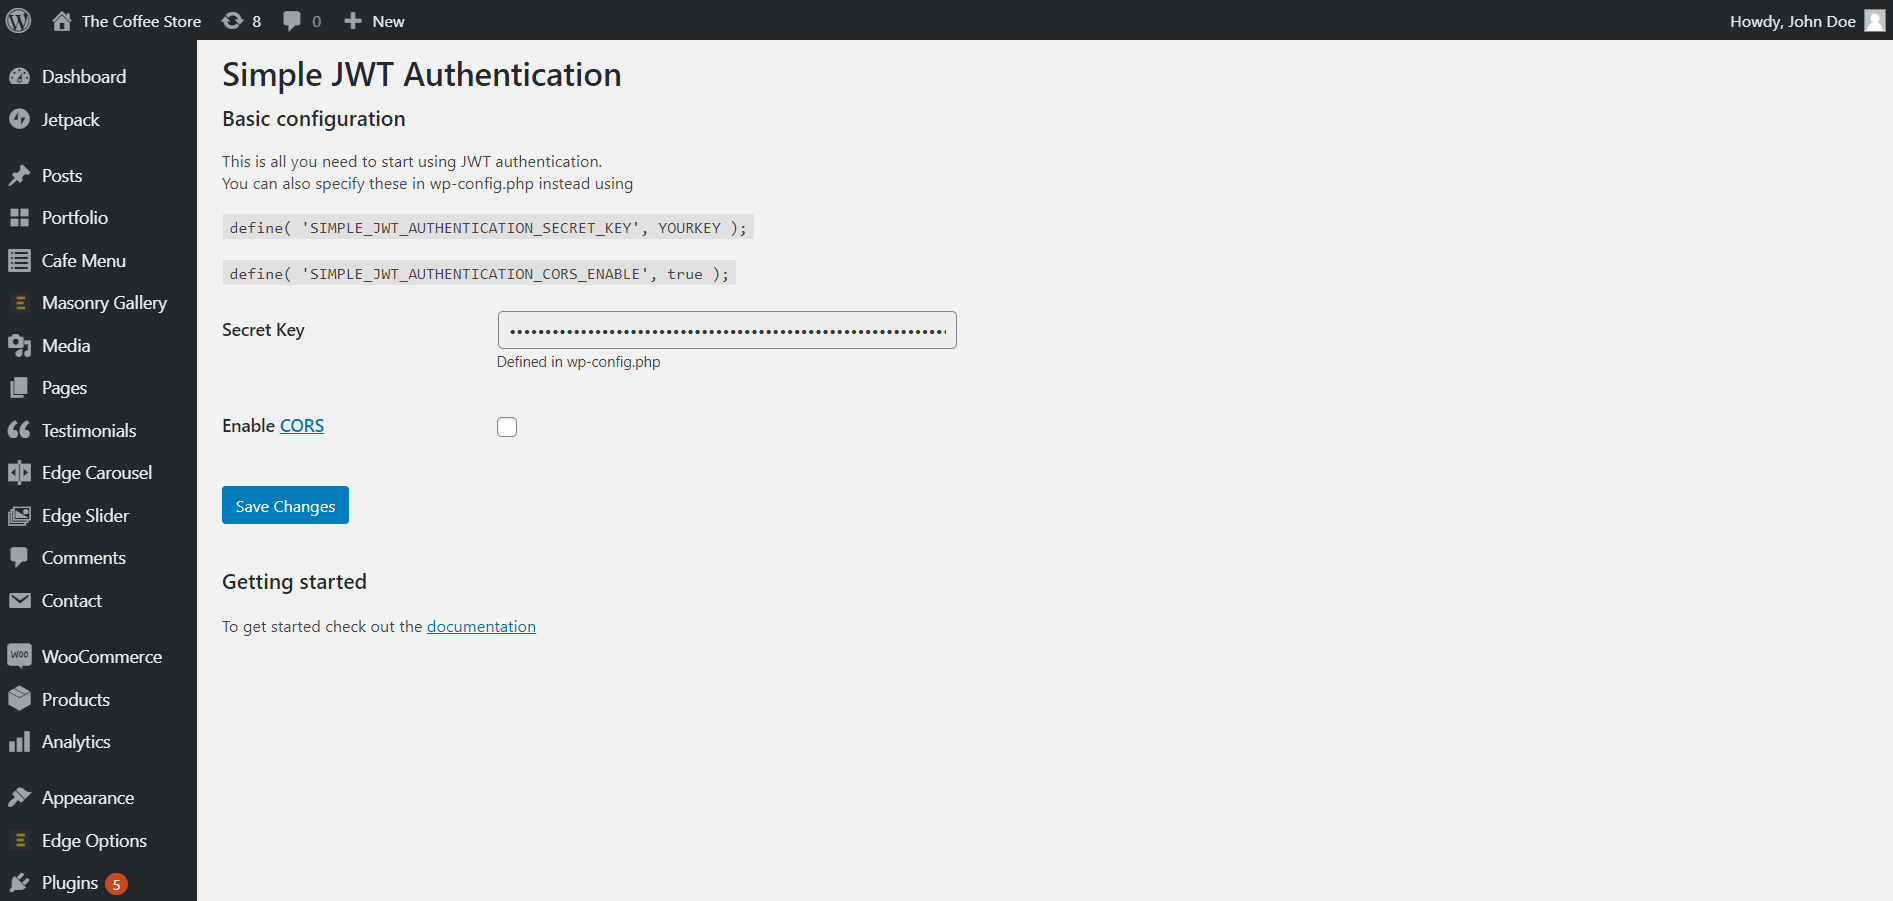 The Coffee Store 8 0 New Howdy, John Doe
Dashboard
Jetpack
Posts
Portfolio
Cafe Menu
Masonry Gallery
Media
Pages
Testimonials
Edge Carousel
Edge Slider
Comments
Contact
WooCommerce
Products
Analytics
Appearance
Edge Options
Plugins 5
Simple JWT Authentication
Basic configuration
This is all you need to start using JWT authentication.
You can also specify these in wp-config.php instead using
define( 'SIMPLE_JWT_AUTHENTICATION_SECRET_KEY', YOURKEY );
define( 'SIMPLE_JWT_AUTHENTICATION_CORS_ENABLE', true );
Secret Key
Defined in wp-config.php
Enable CORS
Save Changes
Getting started
To get started check out the documentation